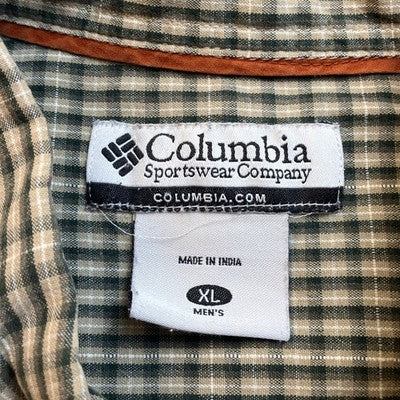 Columbia
Sportswear Company
COLUMBIA.COM
MADE IN INDIA
XL
MEN'S